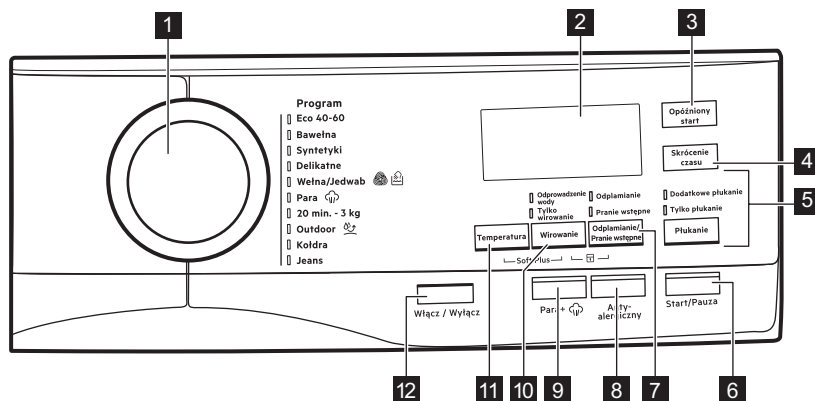 1
2
3
Program
Eco 40-60
Bawełna
Syntetyki
Delikatne
Wełna/Jedwab
Para
20 min. - 3 kg
Outdoor
Kołdra
Jeans
Opóźniony
start
Skrócenie
czasu
4
5
Odprowadzenie
wody
Tylko
wirowanie
Odplamianie
Pranie wstępne
Dodatkowe płukanie
Tylko płukanie
Temperatura
Wirowanie
Odplamianie/
Pranie wstępne
Płukanie
Soft Plus
Włącz / Wyłącz
Para+
Anty-
alergiczny
Start/Pauza
12
11
10
9
8
7
6